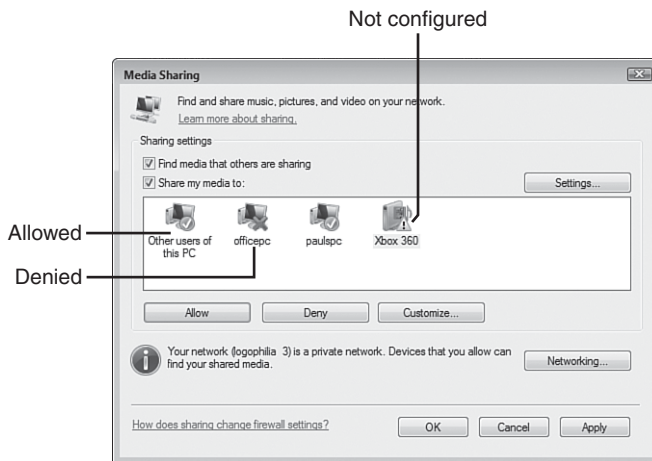 Not configured
Media Sharing
Find and share music, pictures, and video on your network.
Learn more about sharing.
Sharing settings
Find media that others are sharing
Share my media to:
Settings...
Allowed
Denied
Other users of
this PC
officepc
paulspc
Xbox 360
Allow
Deny
Customize...
Your network (logophilia 3) is a private network. Devices that you allow can
find your shared media.
Networking...
How does sharing change firewall settings?
OK
Cancel
Apply